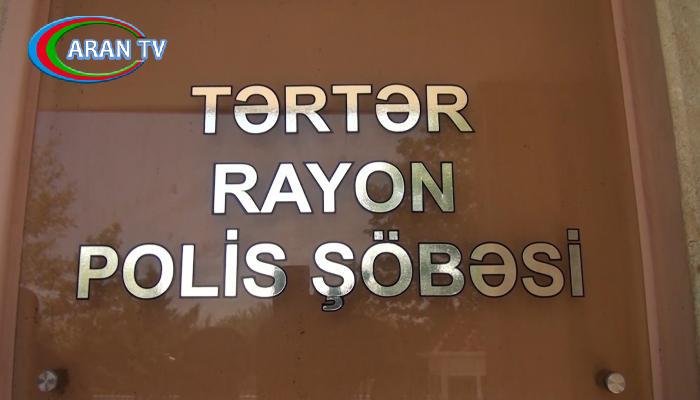 ARAN TV
TƏRTƏR
RAYON
POLİS ŞÖBƏSİ